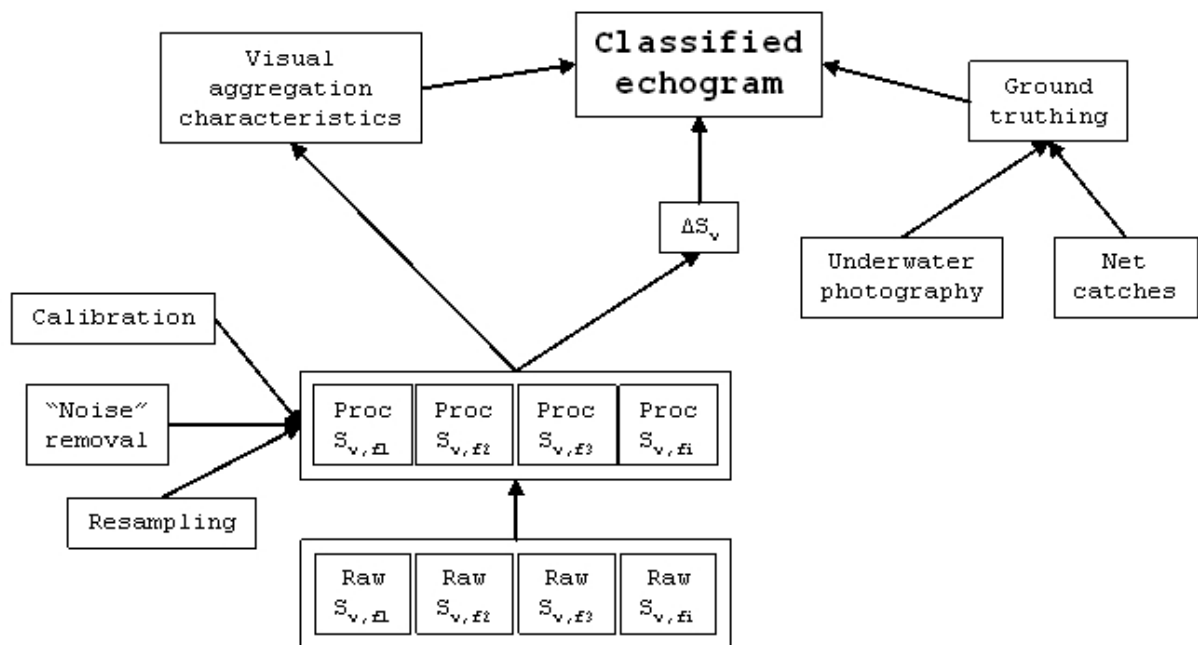 Classified
echogram
Visual
aggregation
characteristics
Ground
truthing
ΔSv
Underwater
photography
Net
catches
Calibration
“Noise”
removal
Resampling
Proc
Sv,f1
Proc
Sv,f2
Proc
Sv,f3
Proc
Sv,fi
Raw
Sv,f1
Raw
Sv,f2
Raw
Sv,f3
Raw
Sv,fi